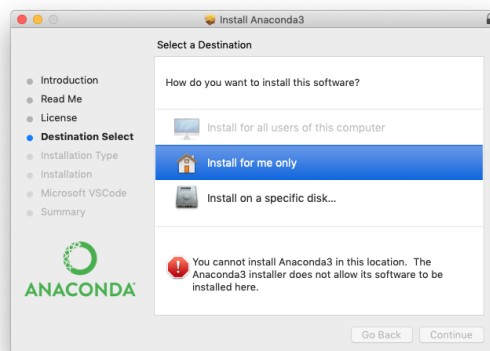 Install Anaconda3
Select a Destination
Introduction
Read Me
License
Destination Select
Installation Type
Installation
Microsoft VSCode
Summary
ANACONDA
How do you want to install this software?
Install for all users of this computer
Install for me only
Install on a specific disk...
You cannot install Anaconda3 in this location. The
Anaconda3 installer does not allow its software to be
installed here.
Go Back
Continue